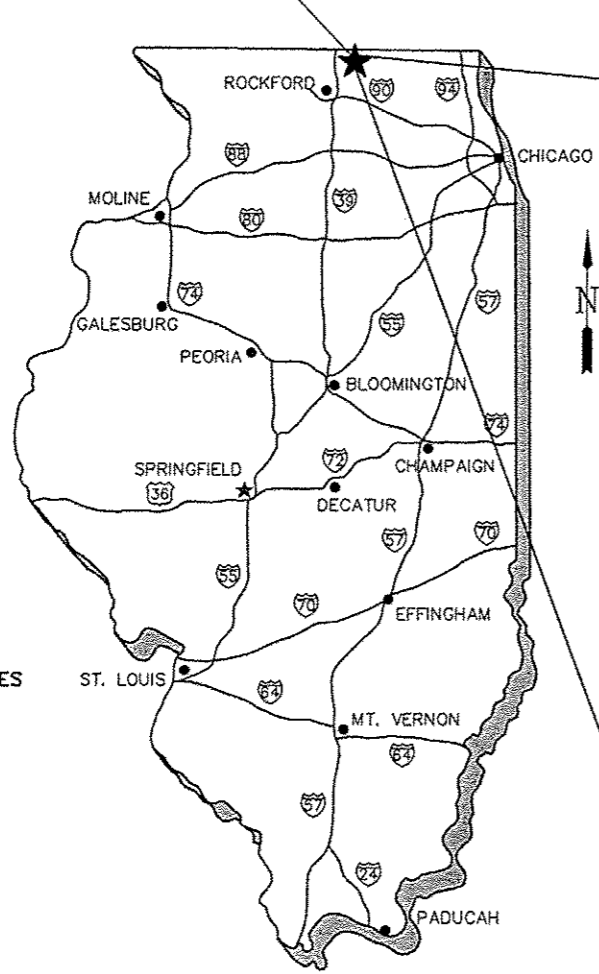 ROCKFORD
90
94
88
CHICAGO
MOLINE
39
80
74
57
N
GALESBURG
55
PEORIA
BLOOMINGTON
74
SPRINGFIELD
72
CHAMPAIGN
36
DECATUR
70
57
55
70
EFFINGHAM
ES
ST. LOUIS
64
MT. VERNON
64
57
24
PADUCAH